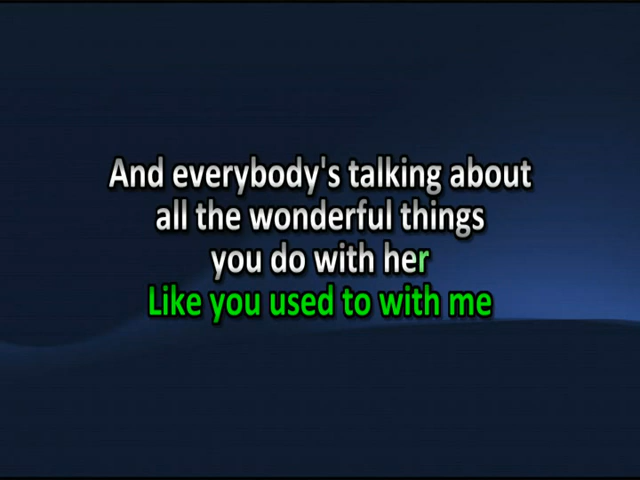 And everybody's talking about
all the wonderful things
you do with her
Like you used to with me